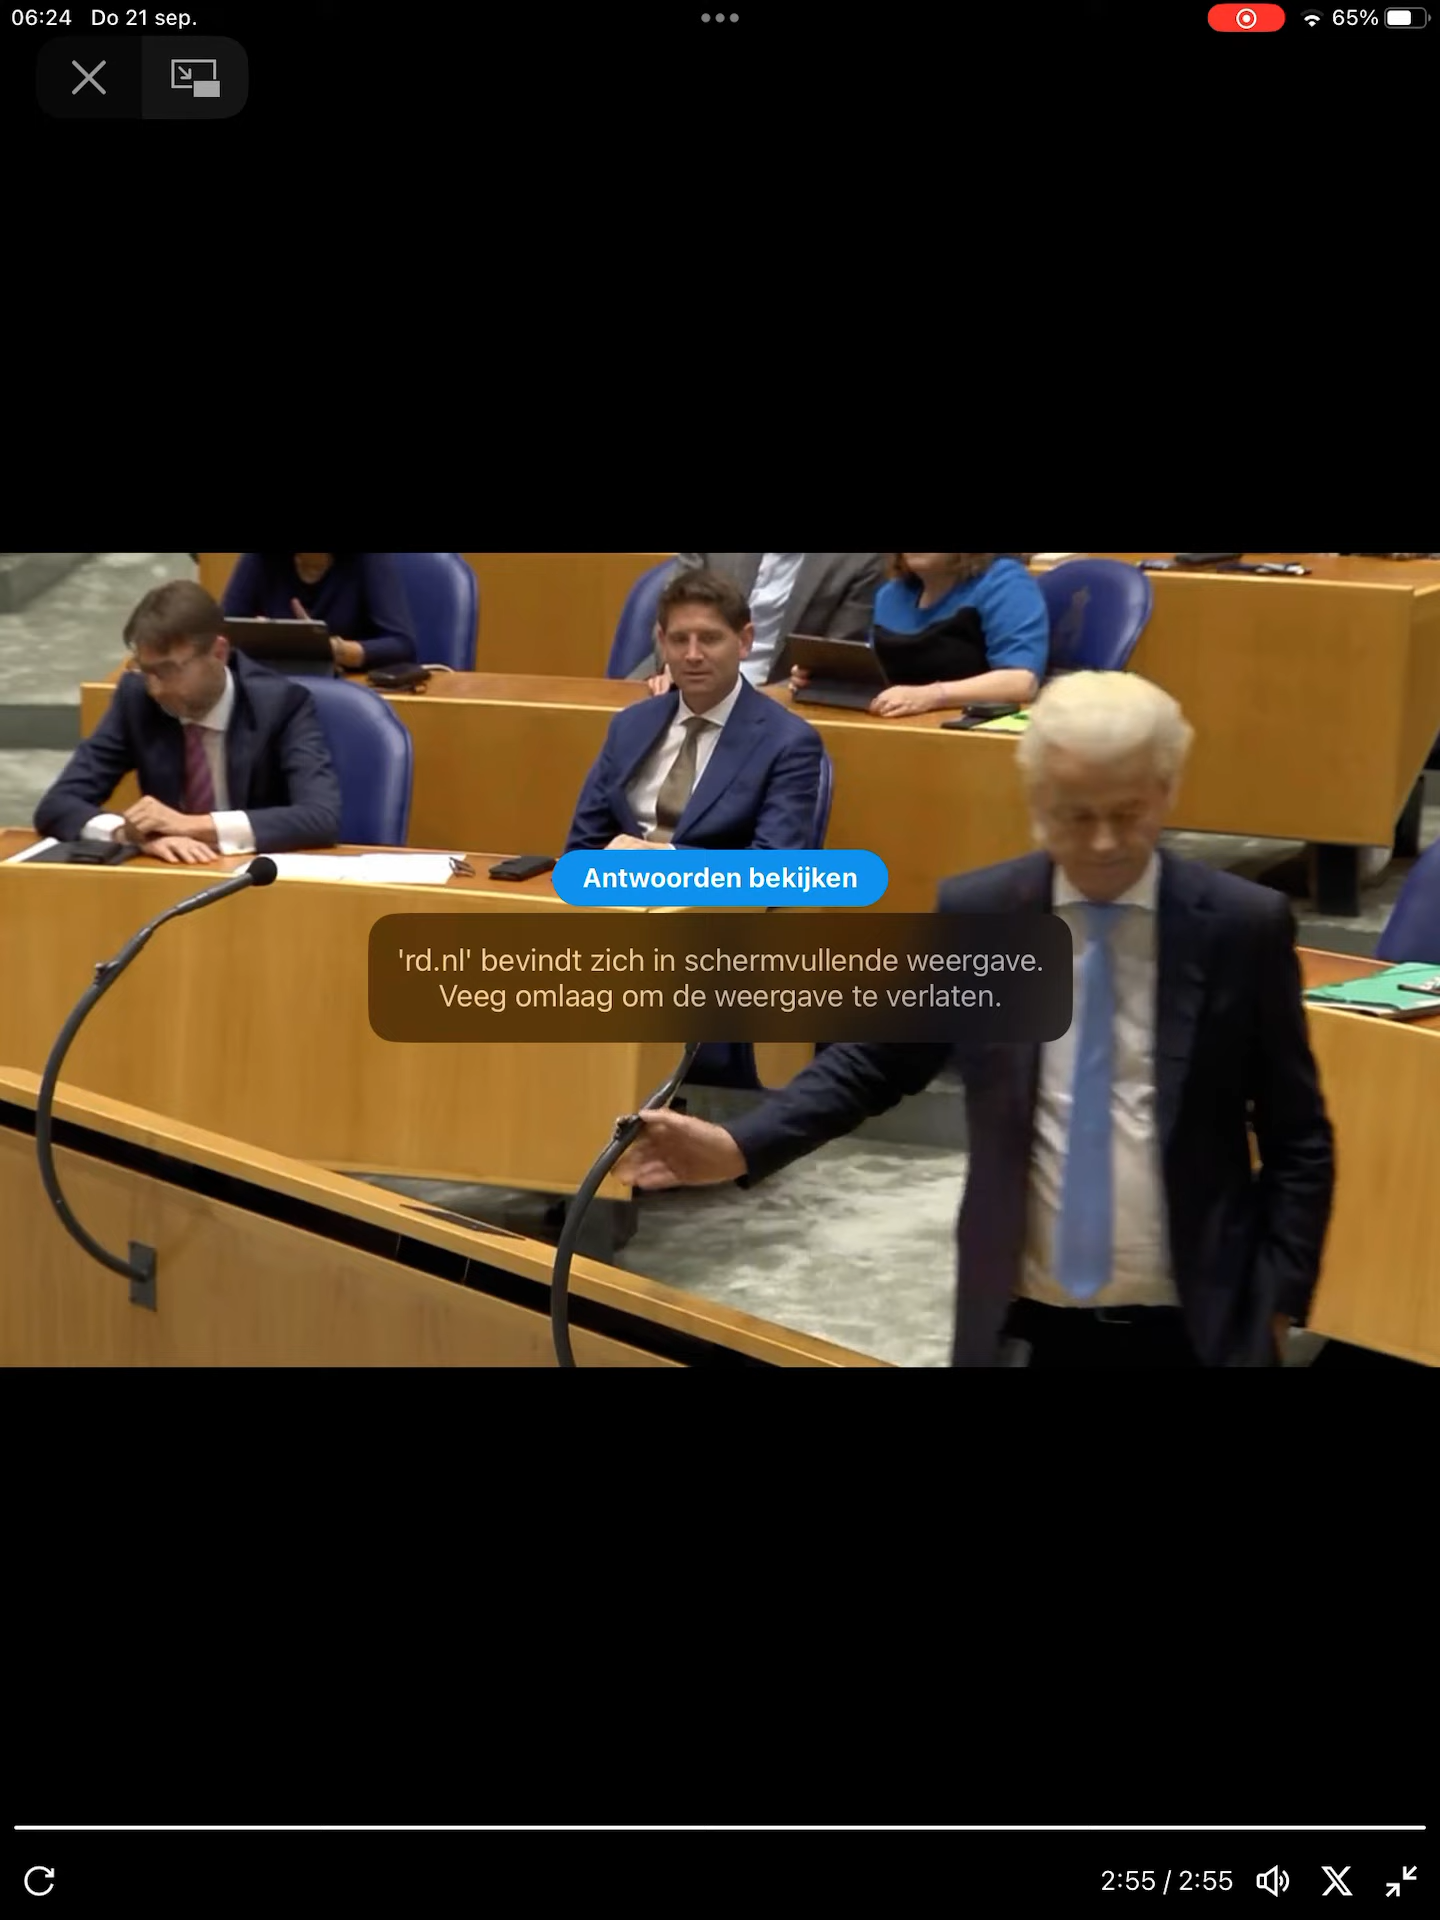 06:24 Do 21 sep.
65%
Antwoorden bekijken
'rd.nl' bevindt zich in schermvullende weergave.
Veeg omlaag om de weergave te verlaten.
2:55 / 2:55